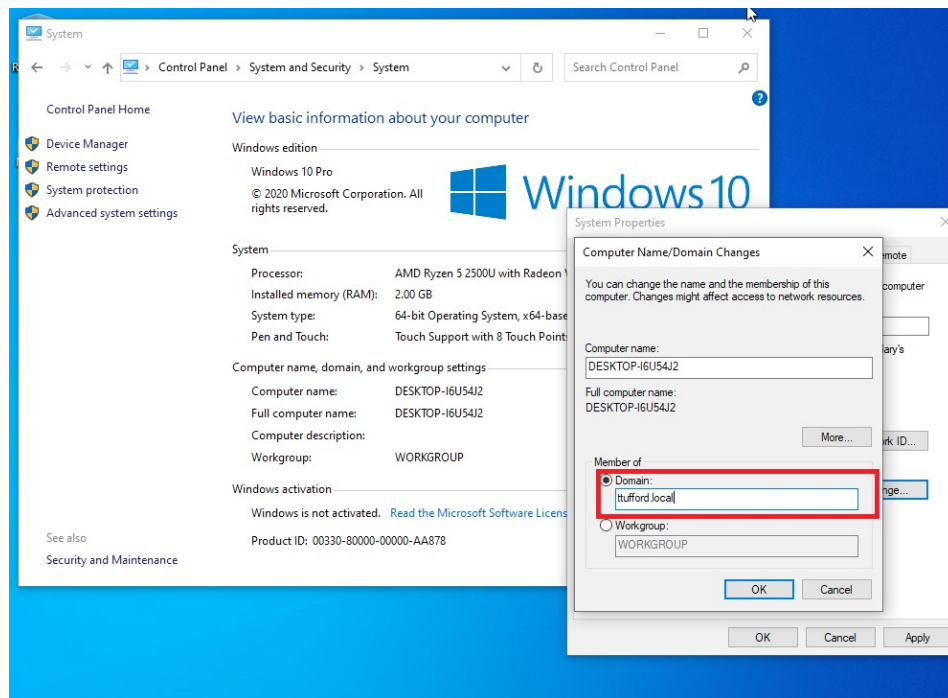 System
Control Panel > System and Security > System
Search Control Panel
Control Panel Home
Device Manager
Remote settings
System protection
Advanced system settings
See also
Security and Maintenance
View basic information about your computer
Windows edition
Windows 10 Pro
© 2020 Microsoft Corporation. All
rights reserved.
Windows 10
System
Processor: AMD Ryzen 5 2500U with Radeon
Installed memory (RAM): 2.00 GB
System type: 64-bit Operating System, x64-base
Pen and Touch: Touch Support with 8 Touch Point
Computer name, domain, and workgroup settings
Computer name: DESKTOP-I6U54J2
Full computer name: DESKTOP-I6U54J2
Computer description:
Workgroup: WORKGROUP
Windows activation
Windows is not activated. Read the Microsoft Software Licens
Product ID: 00330-80000-00000-AA878
System Properties
emote
computer
ary's
rk ID...
nge...
Computer Name/Domain Changes
You can change the name and the membership of this
computer. Changes might affect access to network resources.
Computer name:
DESKTOP-I6U54J2
Full computer name:
DESKTOP-I6U54J2
More...
Member of
Domain:
ttufford.local
Workgroup:
WORKGROUP
OK Cancel
OK Cancel Apply